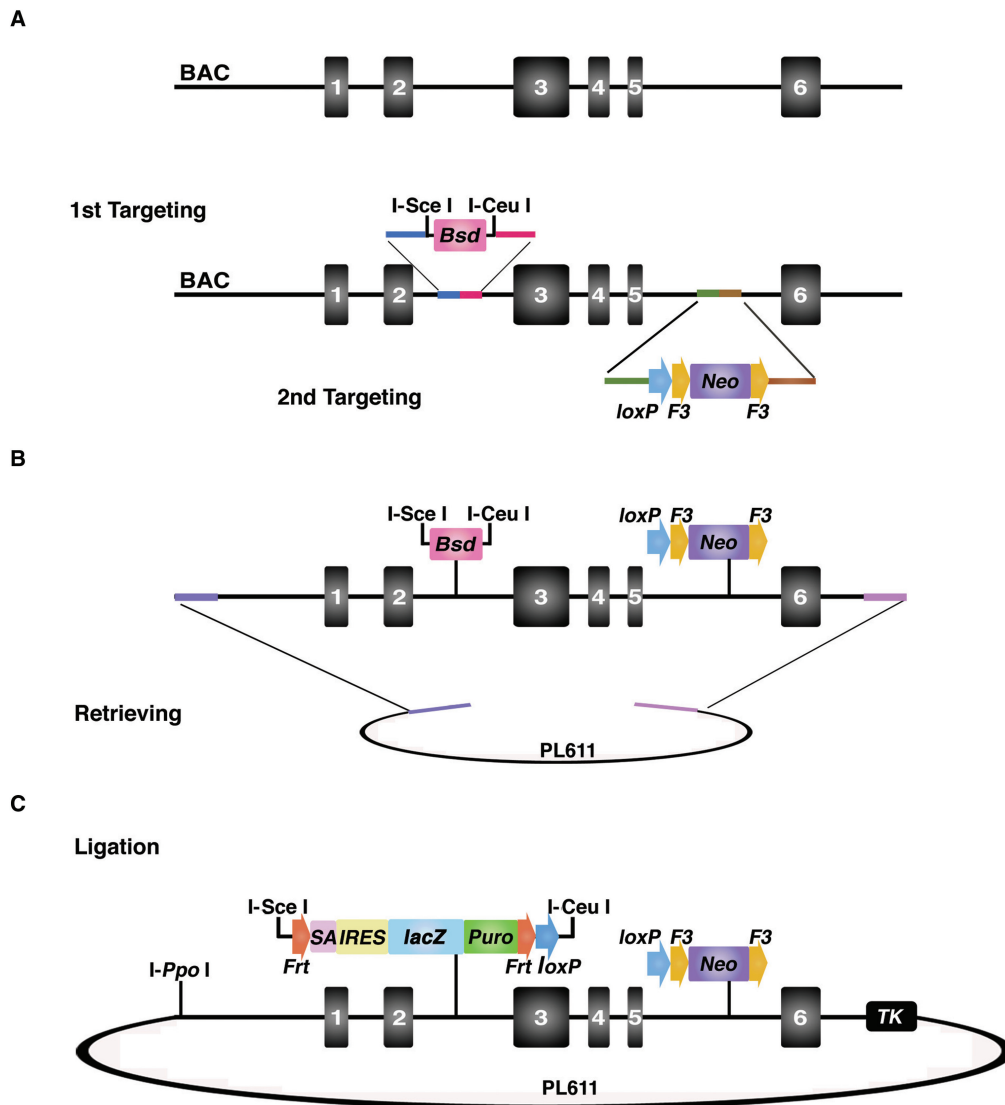 A
BAC
1 2 3 4 5 6
1st Targeting
I-Sce I I-Ceu I
Bsd
BAC
1 2 3 4 5 6
2nd Targeting
Neo
loxP F3 F3
B
I-Sce I I-Ceu I
Bsd
loxP F3 F3
Neo
1 2 3 4 5 6
Retrieving
PL611
C
Ligation
I-Sce I I-Ceu I
SA IRES lacZ Puro
Frt Frt loxP
loxP F3 F3
Neo
I-Ppo I
1 2 3 4 5 6
TK
PL611